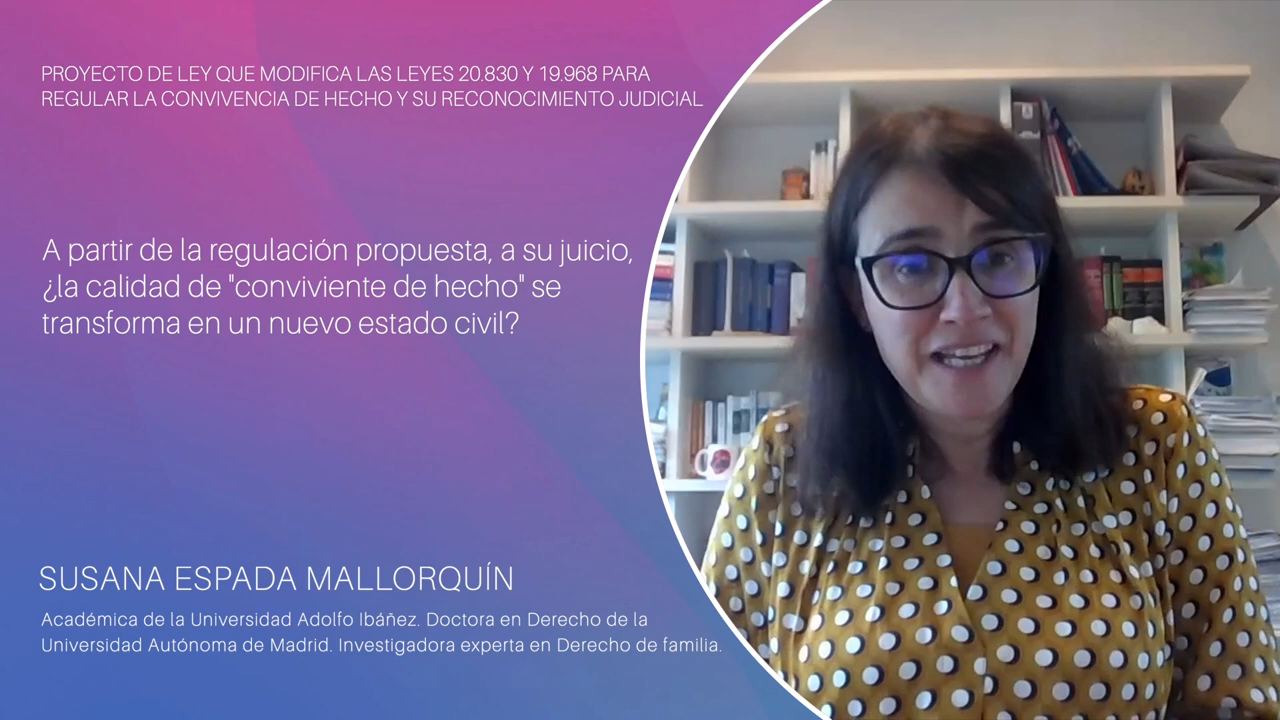 PROYECTO DE LEY QUE MODIFICA LAS LEYES 20.830 Y 19.968 PARA
REGULAR LA CONVIVENCIA DE HECHO Y SU RECONOCIMIENTO JUDICIAL
A partir de la regulación propuesta, a su juicio,
¿la calidad de "conviviente de hecho" se
transforma en un nuevo estado civil?
SUSANA ESPADA MALLORQUÍN
Académica de la Universidad Adolfo Ibáñez. Doctora en Derecho de la
Universidad Autónoma de Madrid. Investigadora experta en Derecho de familia.